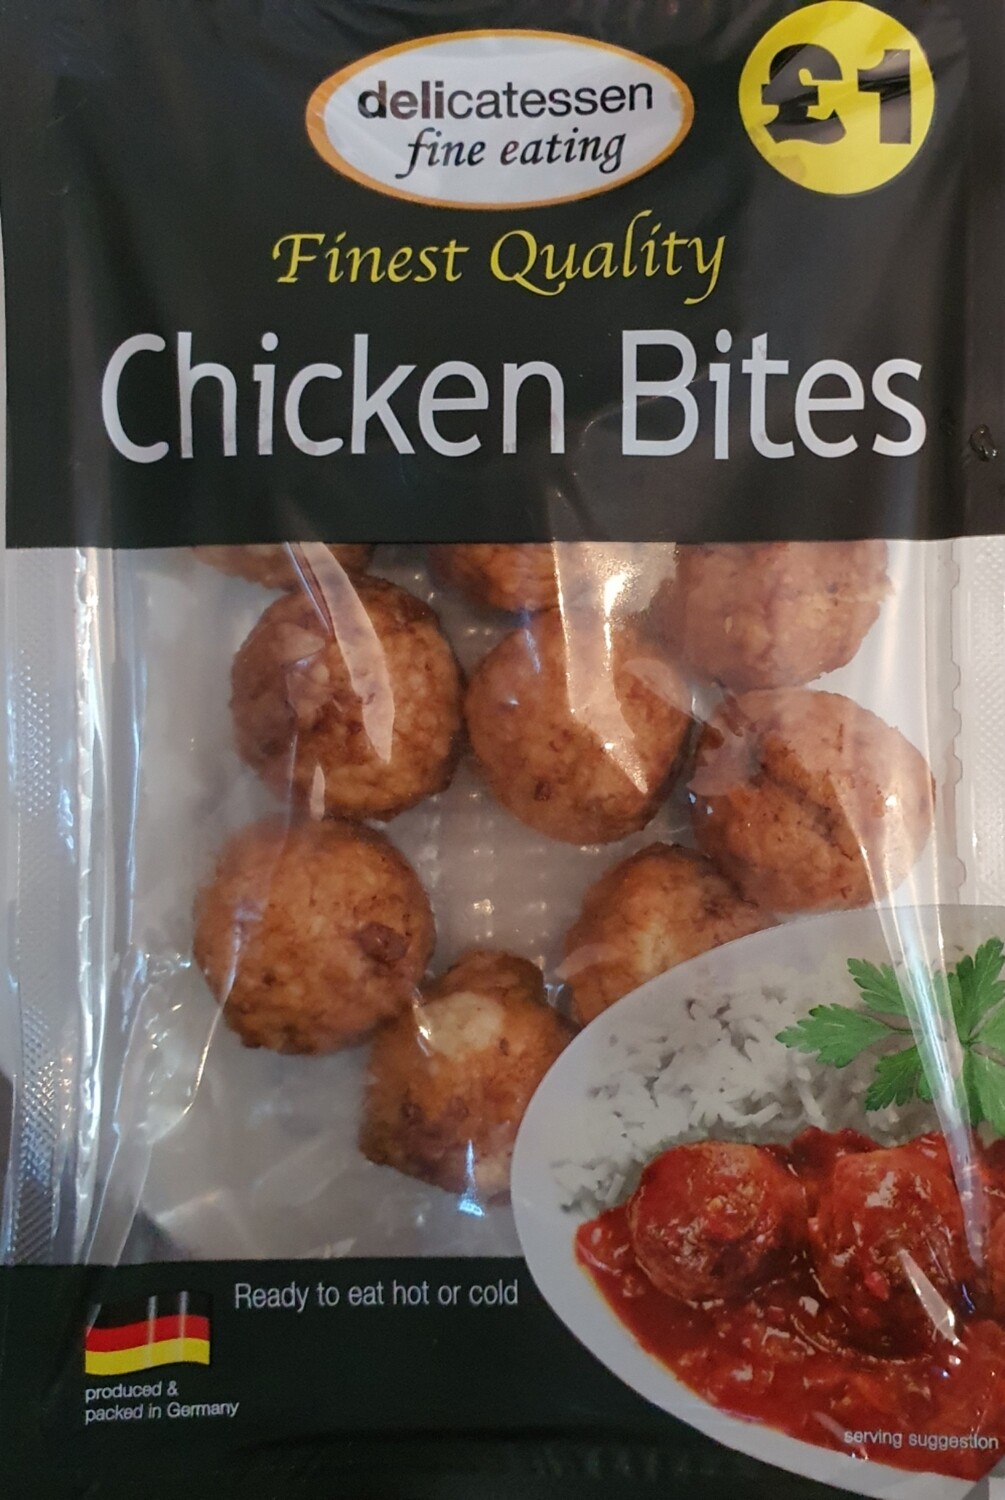 delicatessen
fine eating
£1
Finest Quality
Chicken Bites
Ready to eat hot or cold
produced &
packed in Germany
serving suggestion